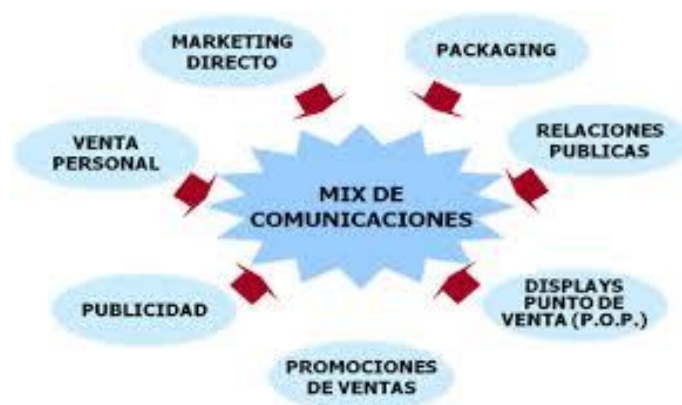 MARKETING
DIRECTO
PACKAGING
VENTA
PERSONAL
RELACIONES
PUBLICAS
MIX DE
COMUNICACIONES
PUBLICIDAD
DISPLAYS
PUNTO DE
VENTA (P.O.P.)
PROMOCIONES
DE VENTAS